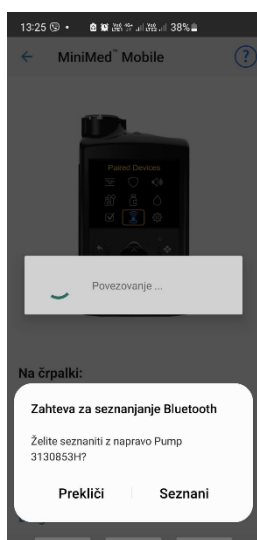 13:25
38%
MiniMed™ Mobile
?
Paired Devices
Povezovanje ...
Na črpalki:
Zahteva za seznanjanje Bluetooth
Želite seznaniti z napravo Pump
3130853H?
Prekliči Seznani